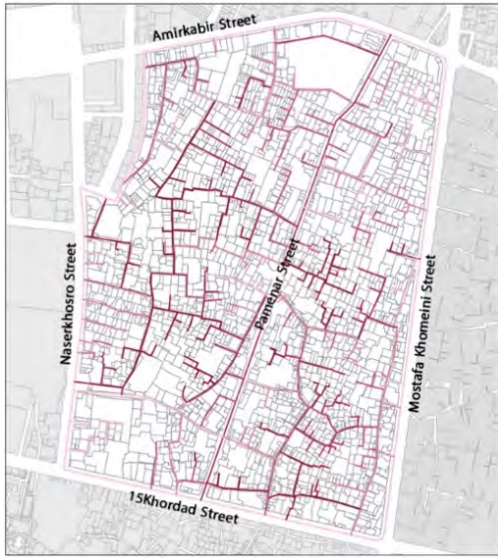 Amirkabir Street
Naserkhosro Street
Pamenar Street
Mostafa Khomeini Street
15Khordad Street